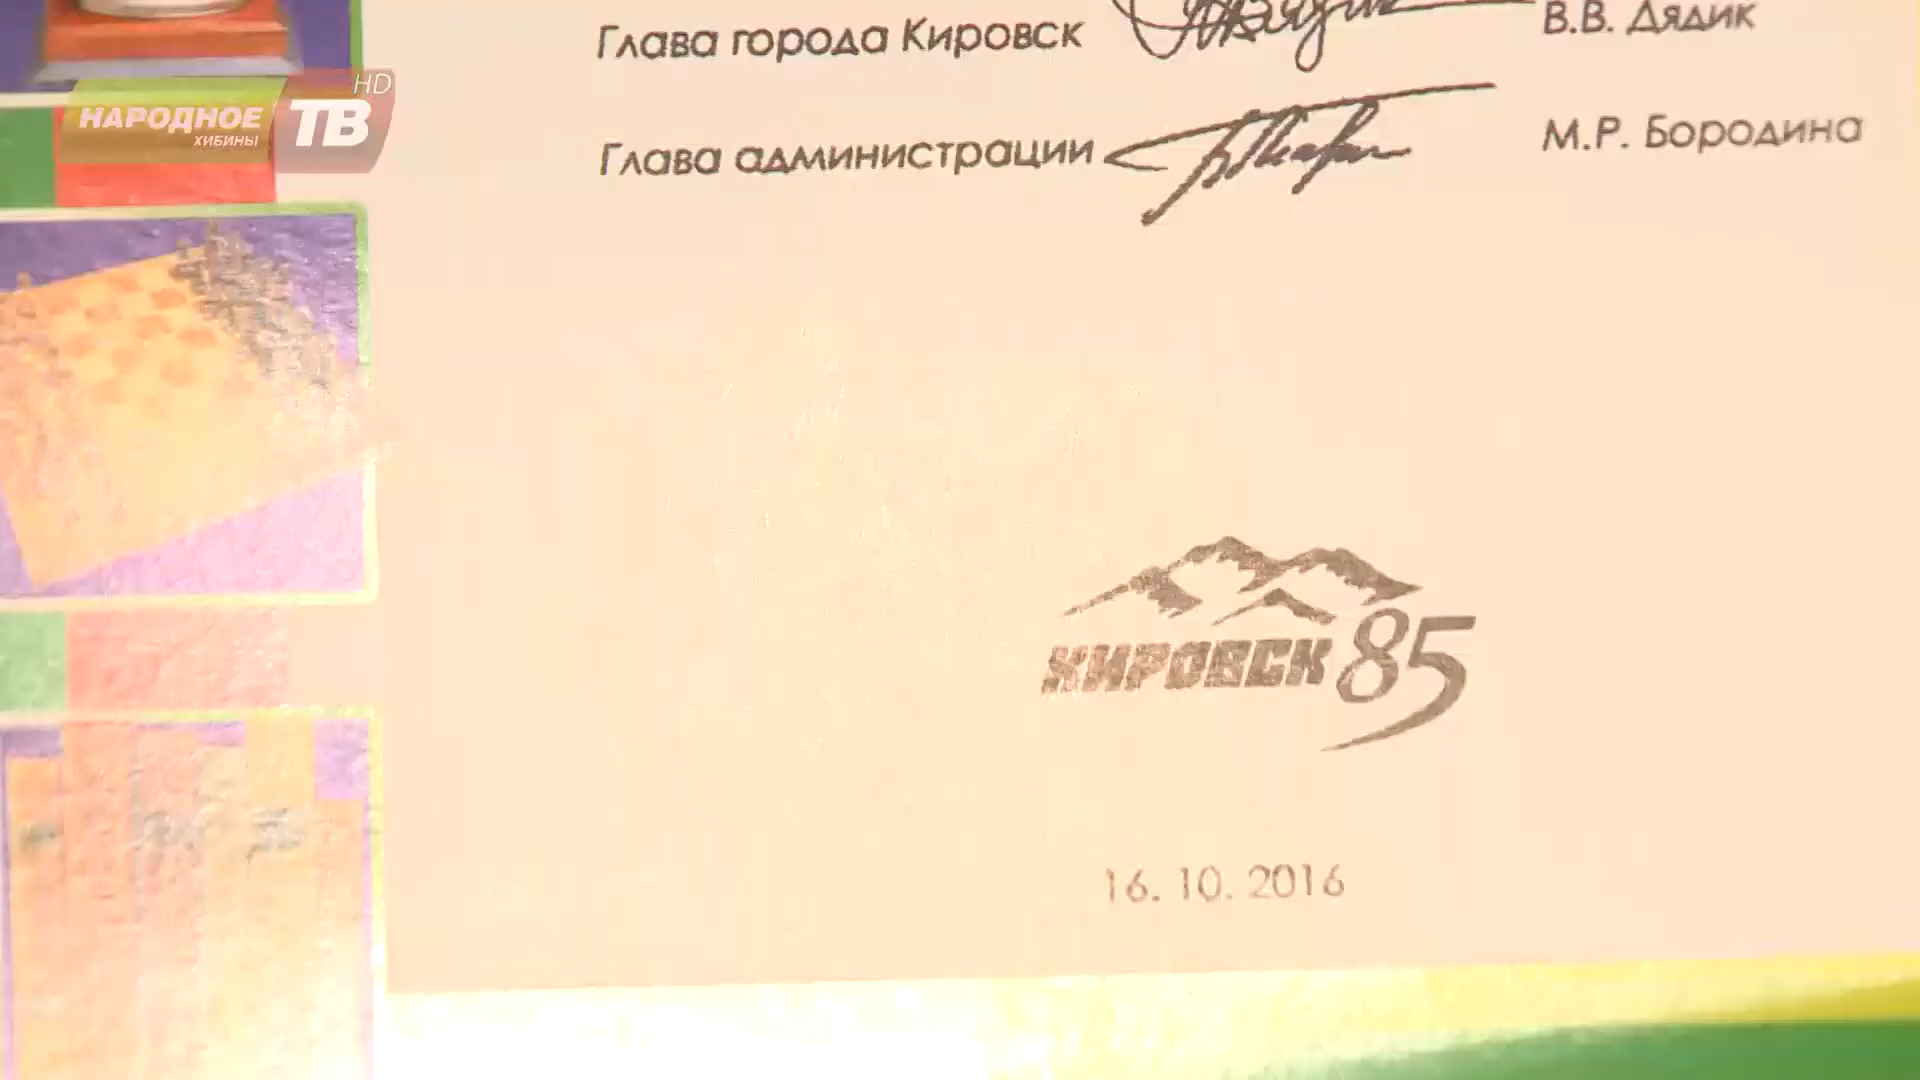 Глава города Кировск В.В. Дядик
НАРОДНОЕ ТВ HD
ХИБИНЫ
Глава администрации М.Р. Бородина
КИРОВСК 85
16. 10. 2016